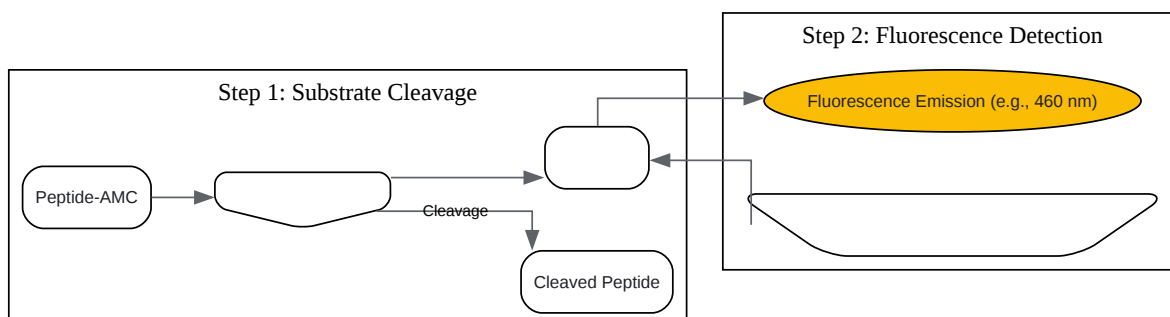 Step 1: Substrate Cleavage
Peptide-AMC
Cleavage
Cleaved Peptide
Step 2: Fluorescence Detection
Fluorescence Emission (e.g., 460 nm)